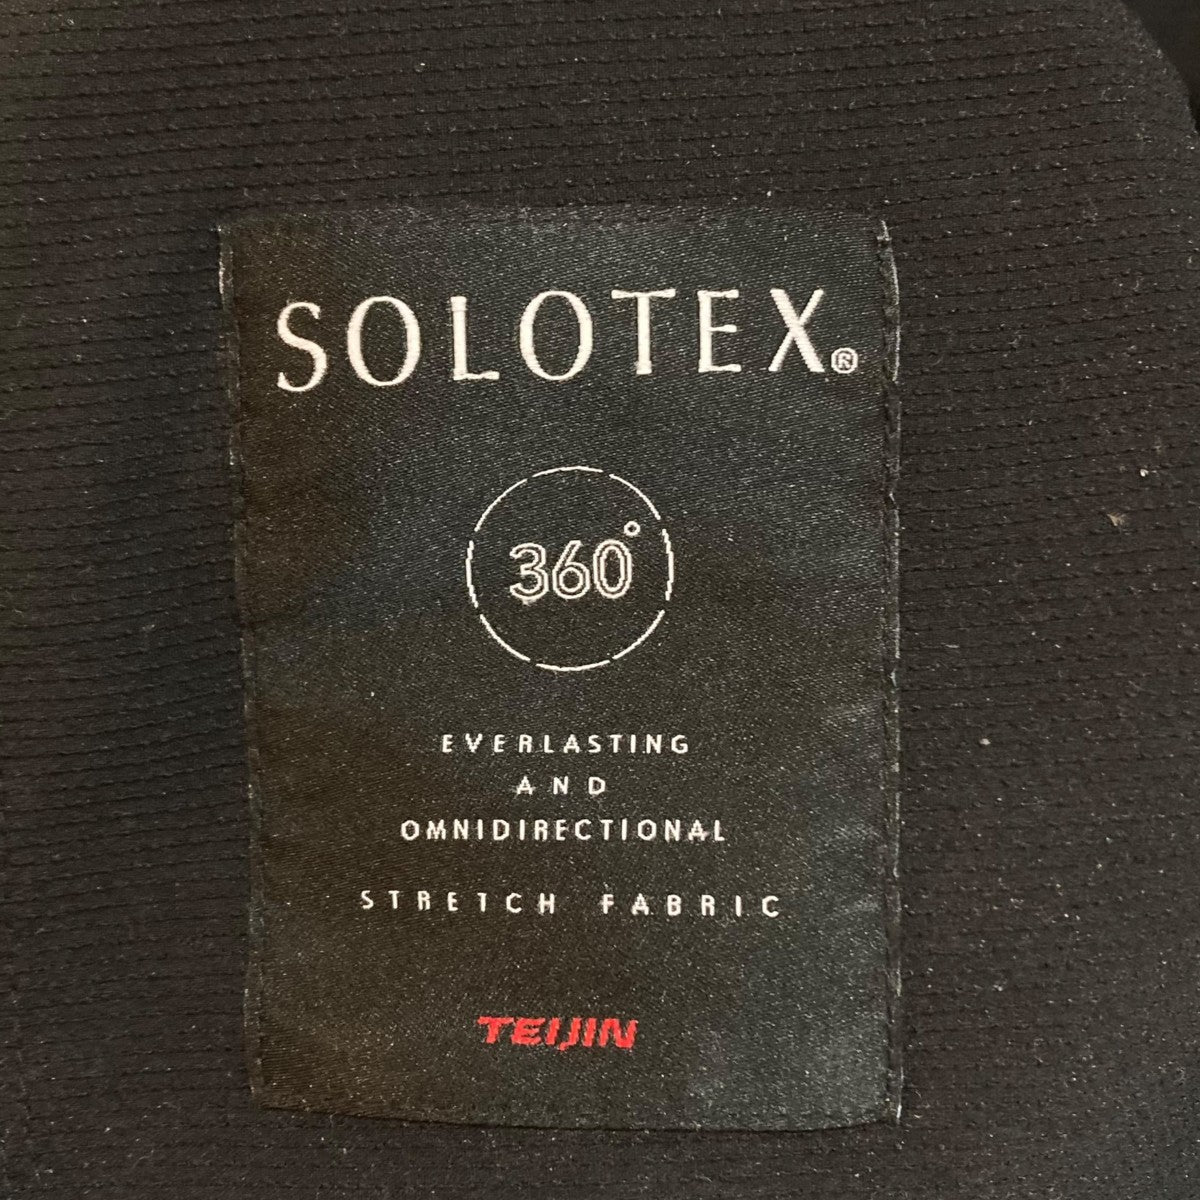 SOLOTEX®
360°
EVERLASTING
AND
OMNIDIRECTIONAL
STRETCH FABRIC
TEIJIN